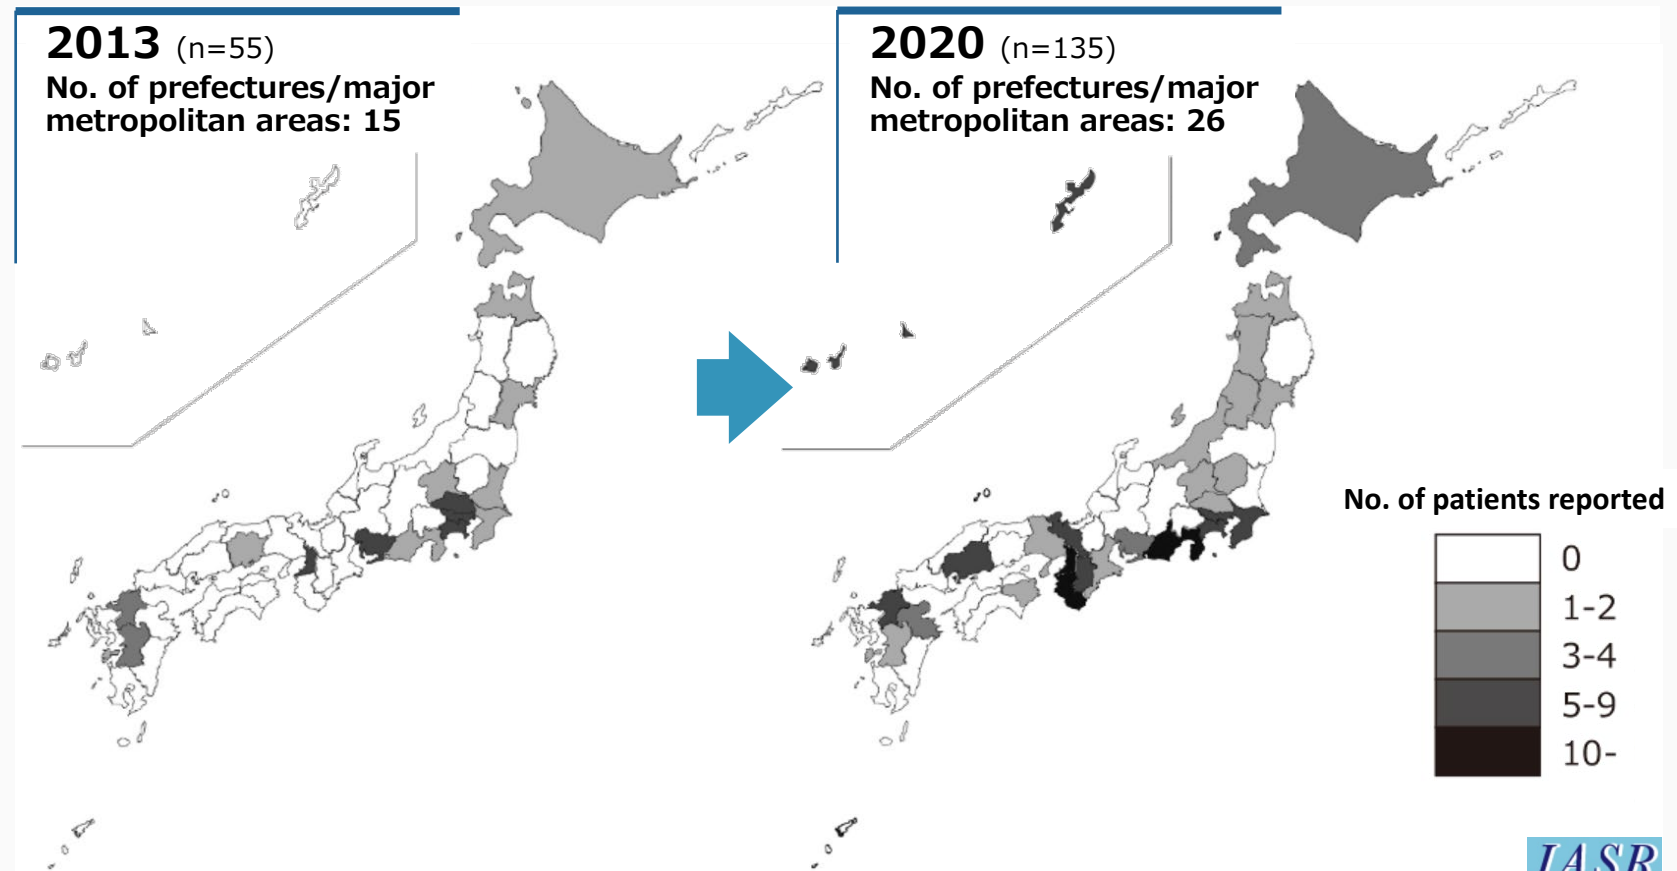 2013 (n=55)
No. of prefectures/major
metropolitan areas: 15
2020 (n=135)
No. of prefectures/major
metropolitan areas: 26
No. of patients reported
0
1-2
3-4
5-9
10-
IASR